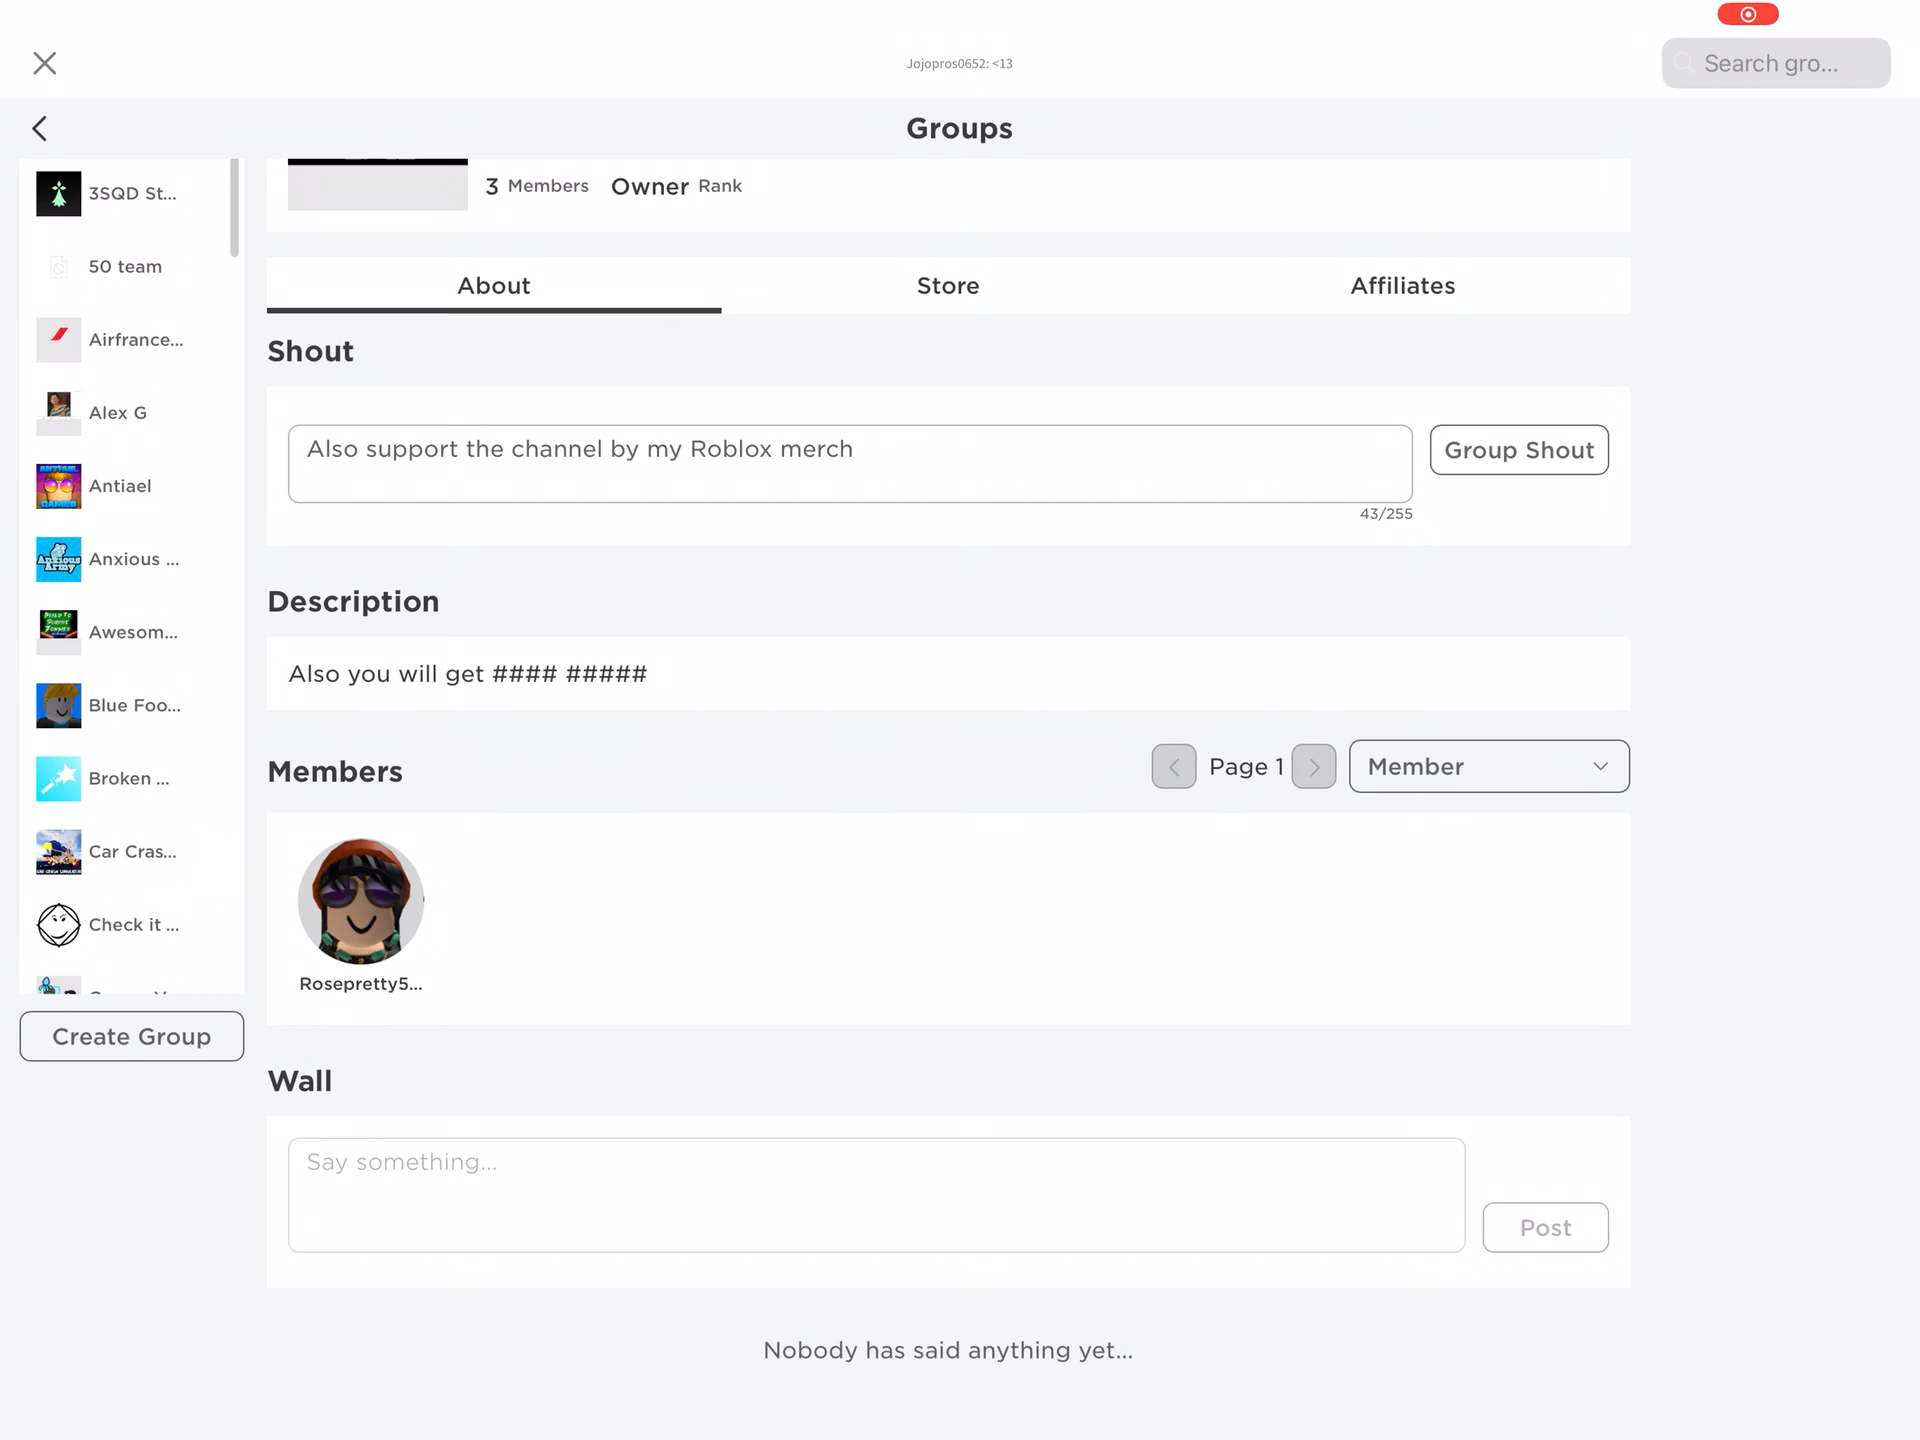 Jojopros0652: <13
Search gro...
Groups
3SQD St...
50 team
Airfrance...
Alex G
Antiael
Anxious ...
Awesom...
Blue Foo...
Broken ...
Car Cras...
Check it ...
Create Group
3 Members Owner Rank
About Store Affiliates
Shout
Also support the channel by my Roblox merch
Group Shout
43/255
Description
Also you will get #### #####
Members
Page 1
Member
Rosepretty5...
Wall
Say something...
Post
Nobody has said anything yet...